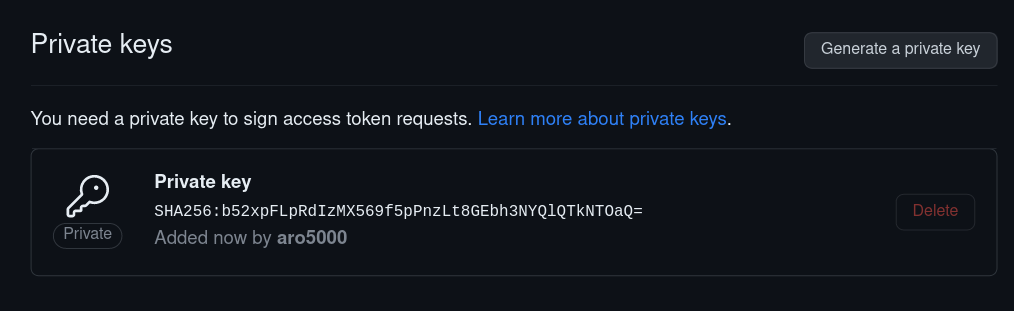 Private keys
Generate a private key
You need a private key to sign access token requests. Learn more about private keys.
Private key
SHA256:b52xpFLpRdIzMX569f5pPnzLt8GEbh3NYQlQTkNTOaQ=
Private
Added now by aro5000
Delete